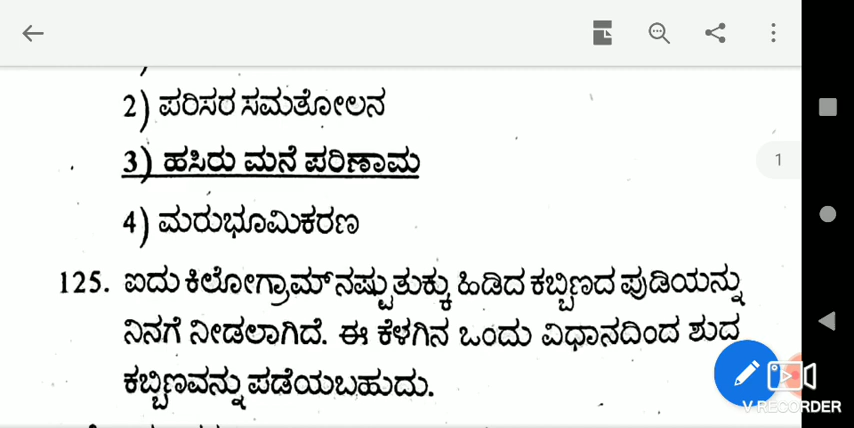 2) ಪರಿಸರ ಸಮತೋಲನ
3) ಹಸಿರು ಮನೆ ಪರಿಣಾಮ
1
4) ಮರುಭೂಮಿಕರಣ
125. ಐದು ಕಿಲೋಗ್ರಾಮ್‌ನಷ್ಟು ತುಕ್ಕು ಹಿಡಿದ ಕಬ್ಬಿಣದ ಪುಡಿಯನ್ನು
ನಿನಗೆ ನೀಡಲಾಗಿದೆ. ಈ ಕೆಳಗಿನ ಒಂದು ವಿಧಾನದಿಂದ ಶುದ
ಕಬ್ಬಿಣವನ್ನು ಪಡೆಯಬಹುದು.
V RECORDER